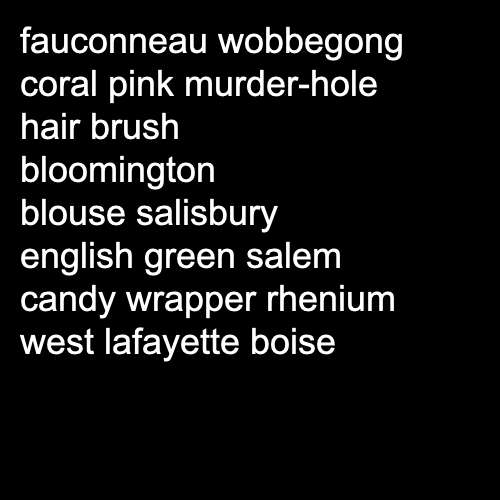 fauconneau wobbegong
coral pink murder-hole
hair brush
bloomington
blouse salisbury
english green salem
candy wrapper rhenium
west lafayette boise